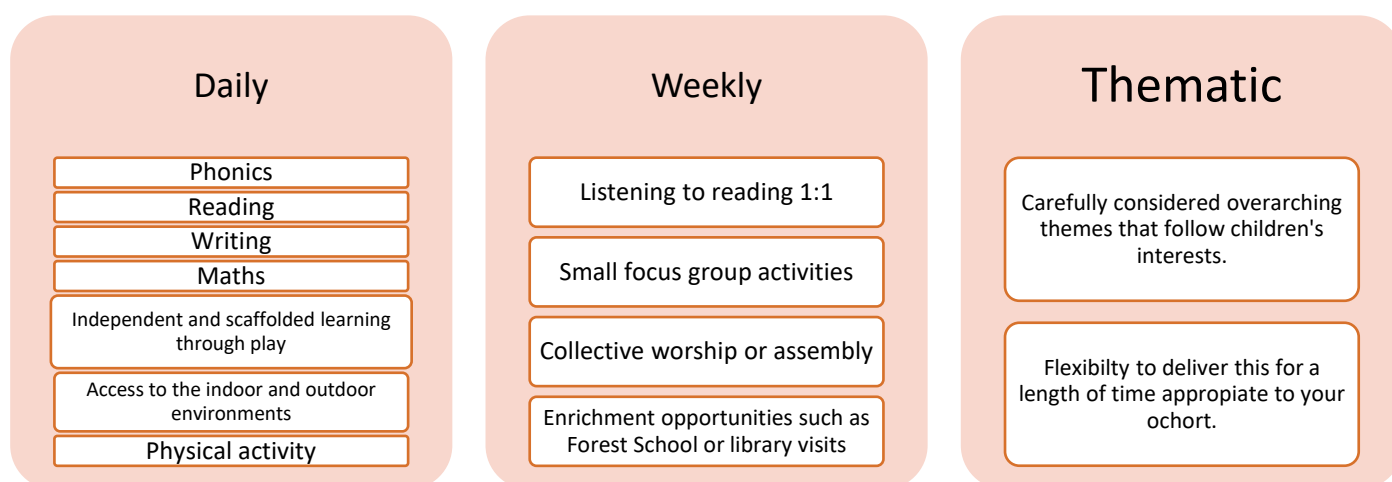 Daily
Phonics
Reading
Writing
Maths
Independent and scaffolded learning
through play
Access to the indoor and outdoor
environments
Physical activity
Weekly
Listening to reading 1:1
Small focus group activities
Collective worship or assembly
Enrichment opportunities such as
Forest School or library visits
Thematic
Carefully considered overarching
themes that follow children's
interests.
Flexibilty to deliver this for a
length of time appropiate to your
ochort.